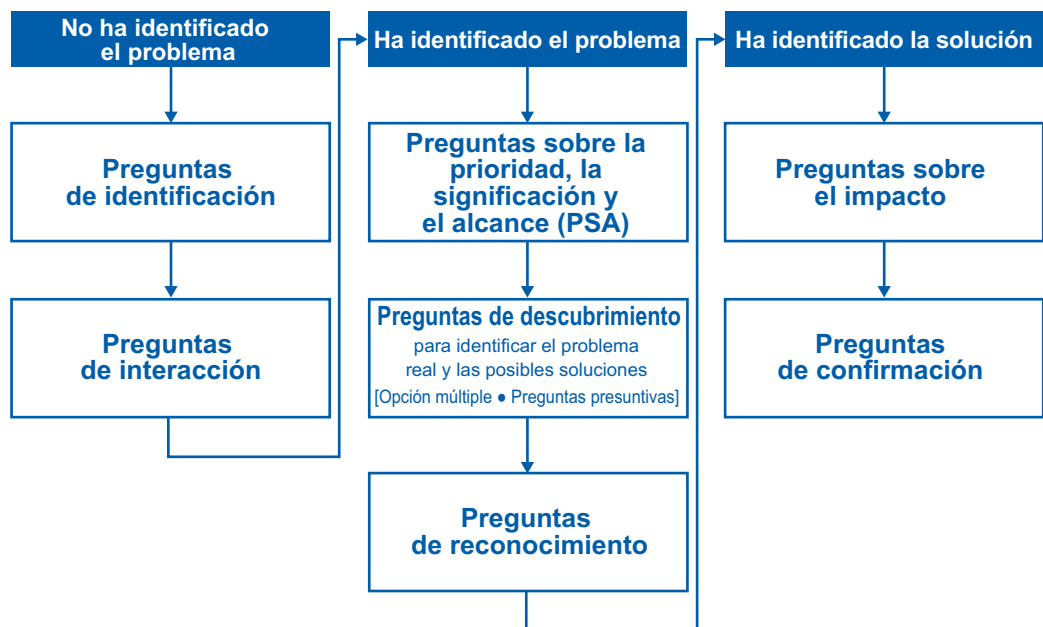 No ha identificado
el problema
Preguntas
de identificación
Preguntas
de interacción
Ha identificado el problema
Preguntas sobre la
prioridad, la
significación y
el alcance (PSA)
Preguntas de descubrimiento
para identificar el problema
real y las posibles soluciones
[Opción múltiple ● Preguntas presuntivas]
Preguntas
de reconocimiento
Ha identificado la solución
Preguntas sobre
el impacto
Preguntas
de confirmación